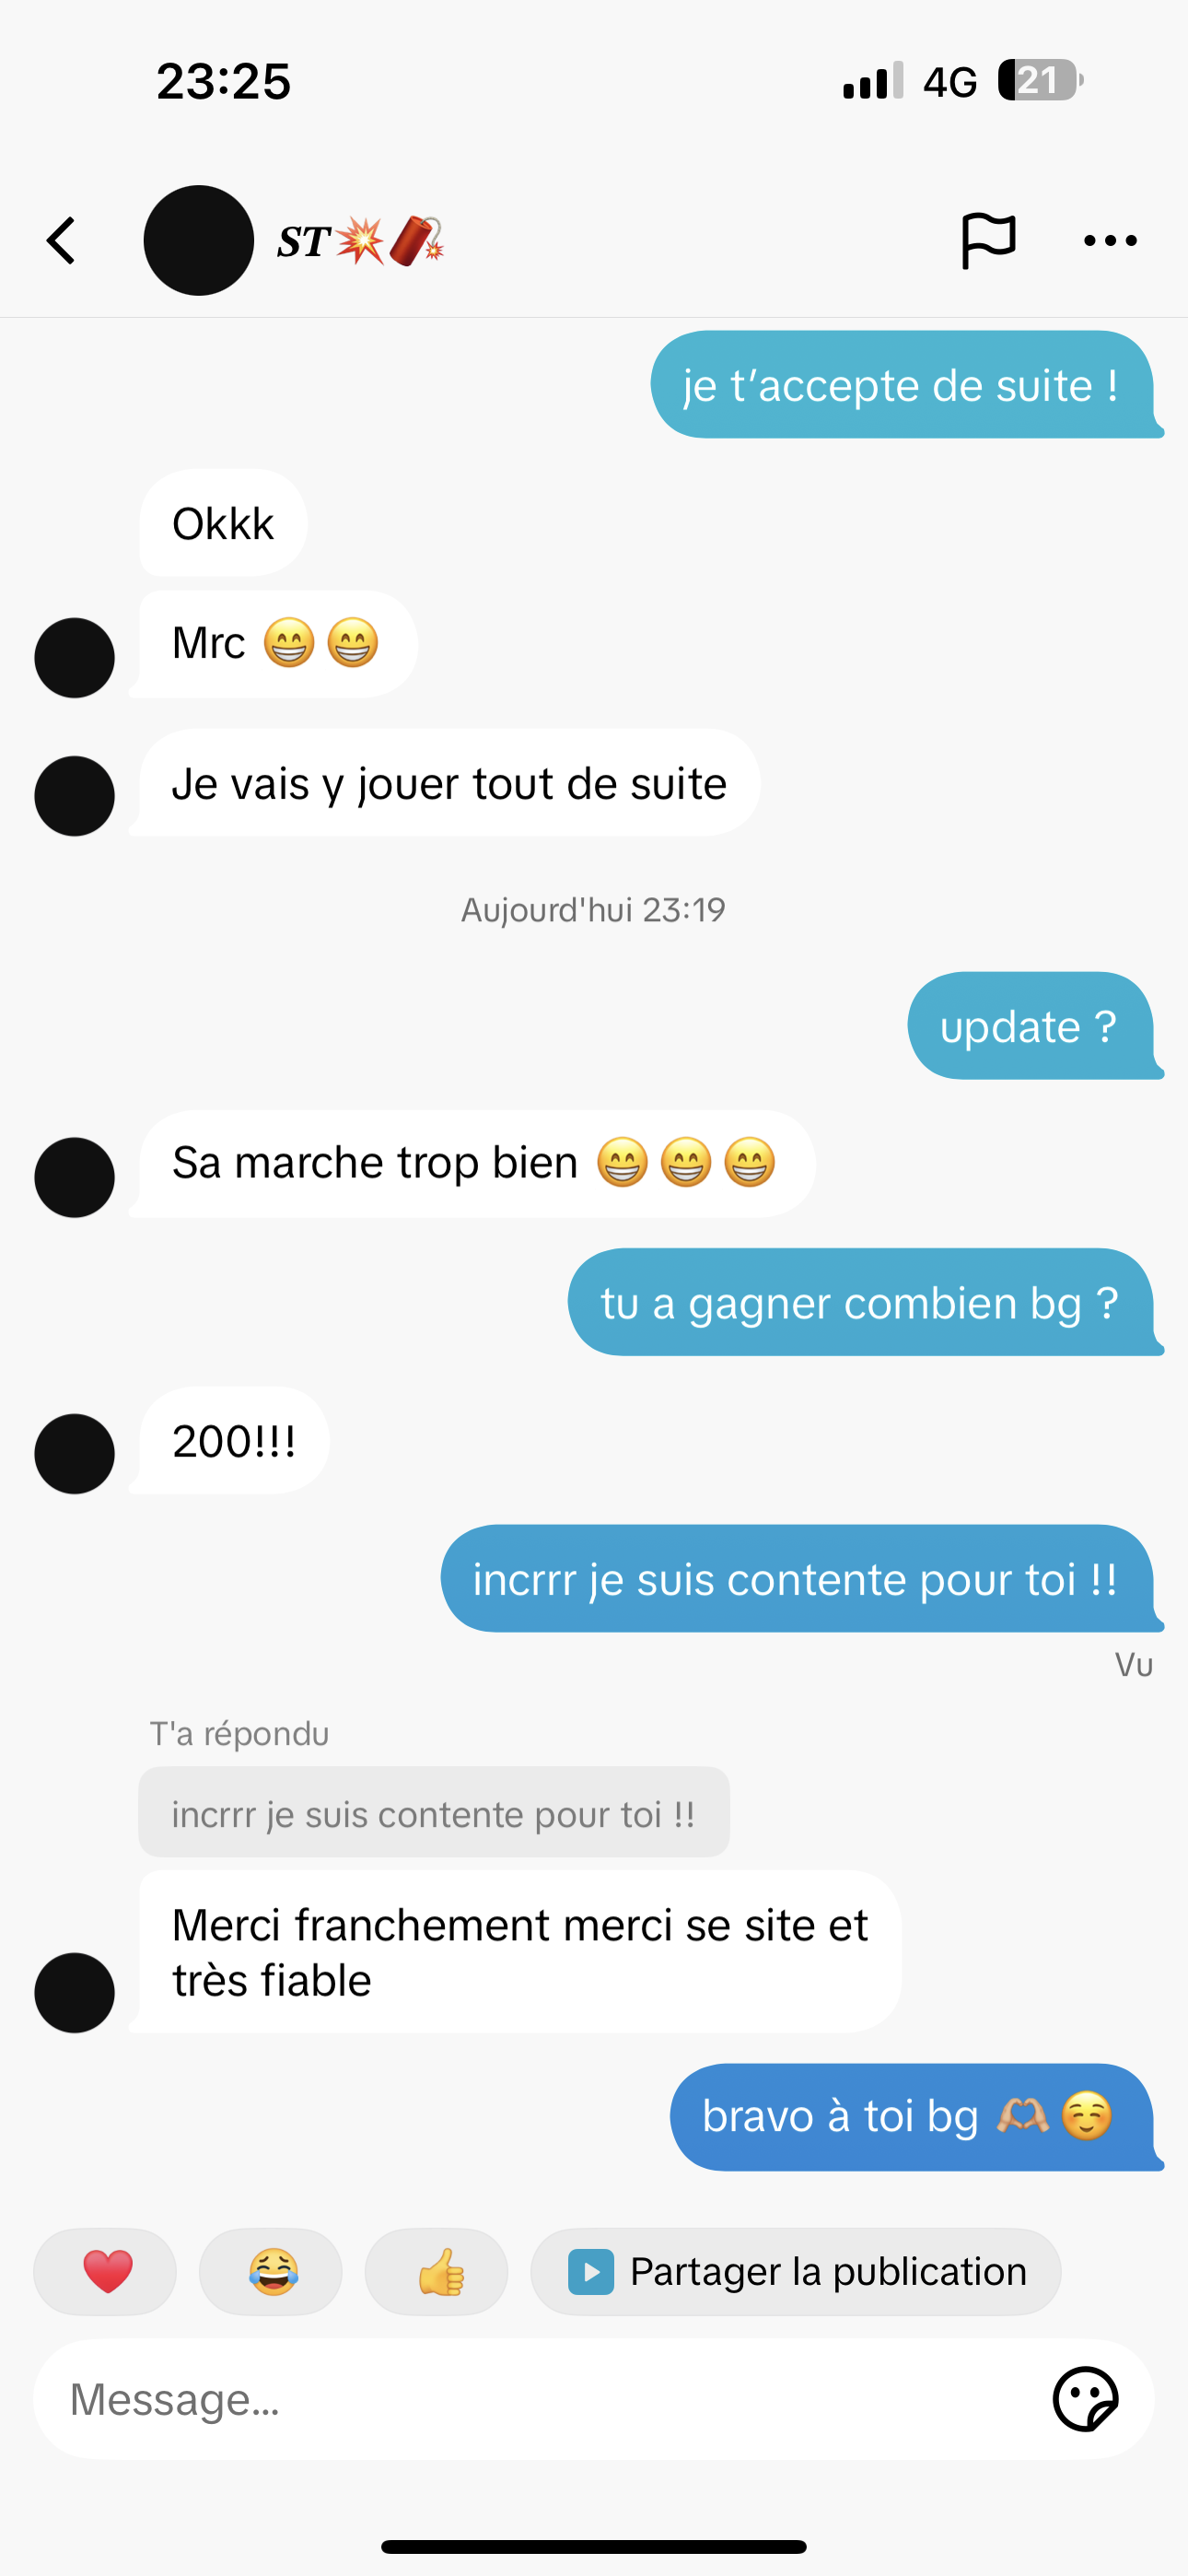 23:25
4G
21
ST💥🧨
je t’accepte de suite !
Okkk
Mrc 😁😁
Je vais y jouer tout de suite
Aujourd'hui 23:19
update ?
Sa marche trop bien 😁😁😁
tu a gagner combien bg ?
200!!!
incrrr je suis contente pour toi !!
Vu
T'a répondu
incrrr je suis contente pour toi !!
Merci franchement merci se site et
très fiable
bravo à toi bg 🫶🏼☺️
❤️ 😂 👍 Partager la publication
Message...